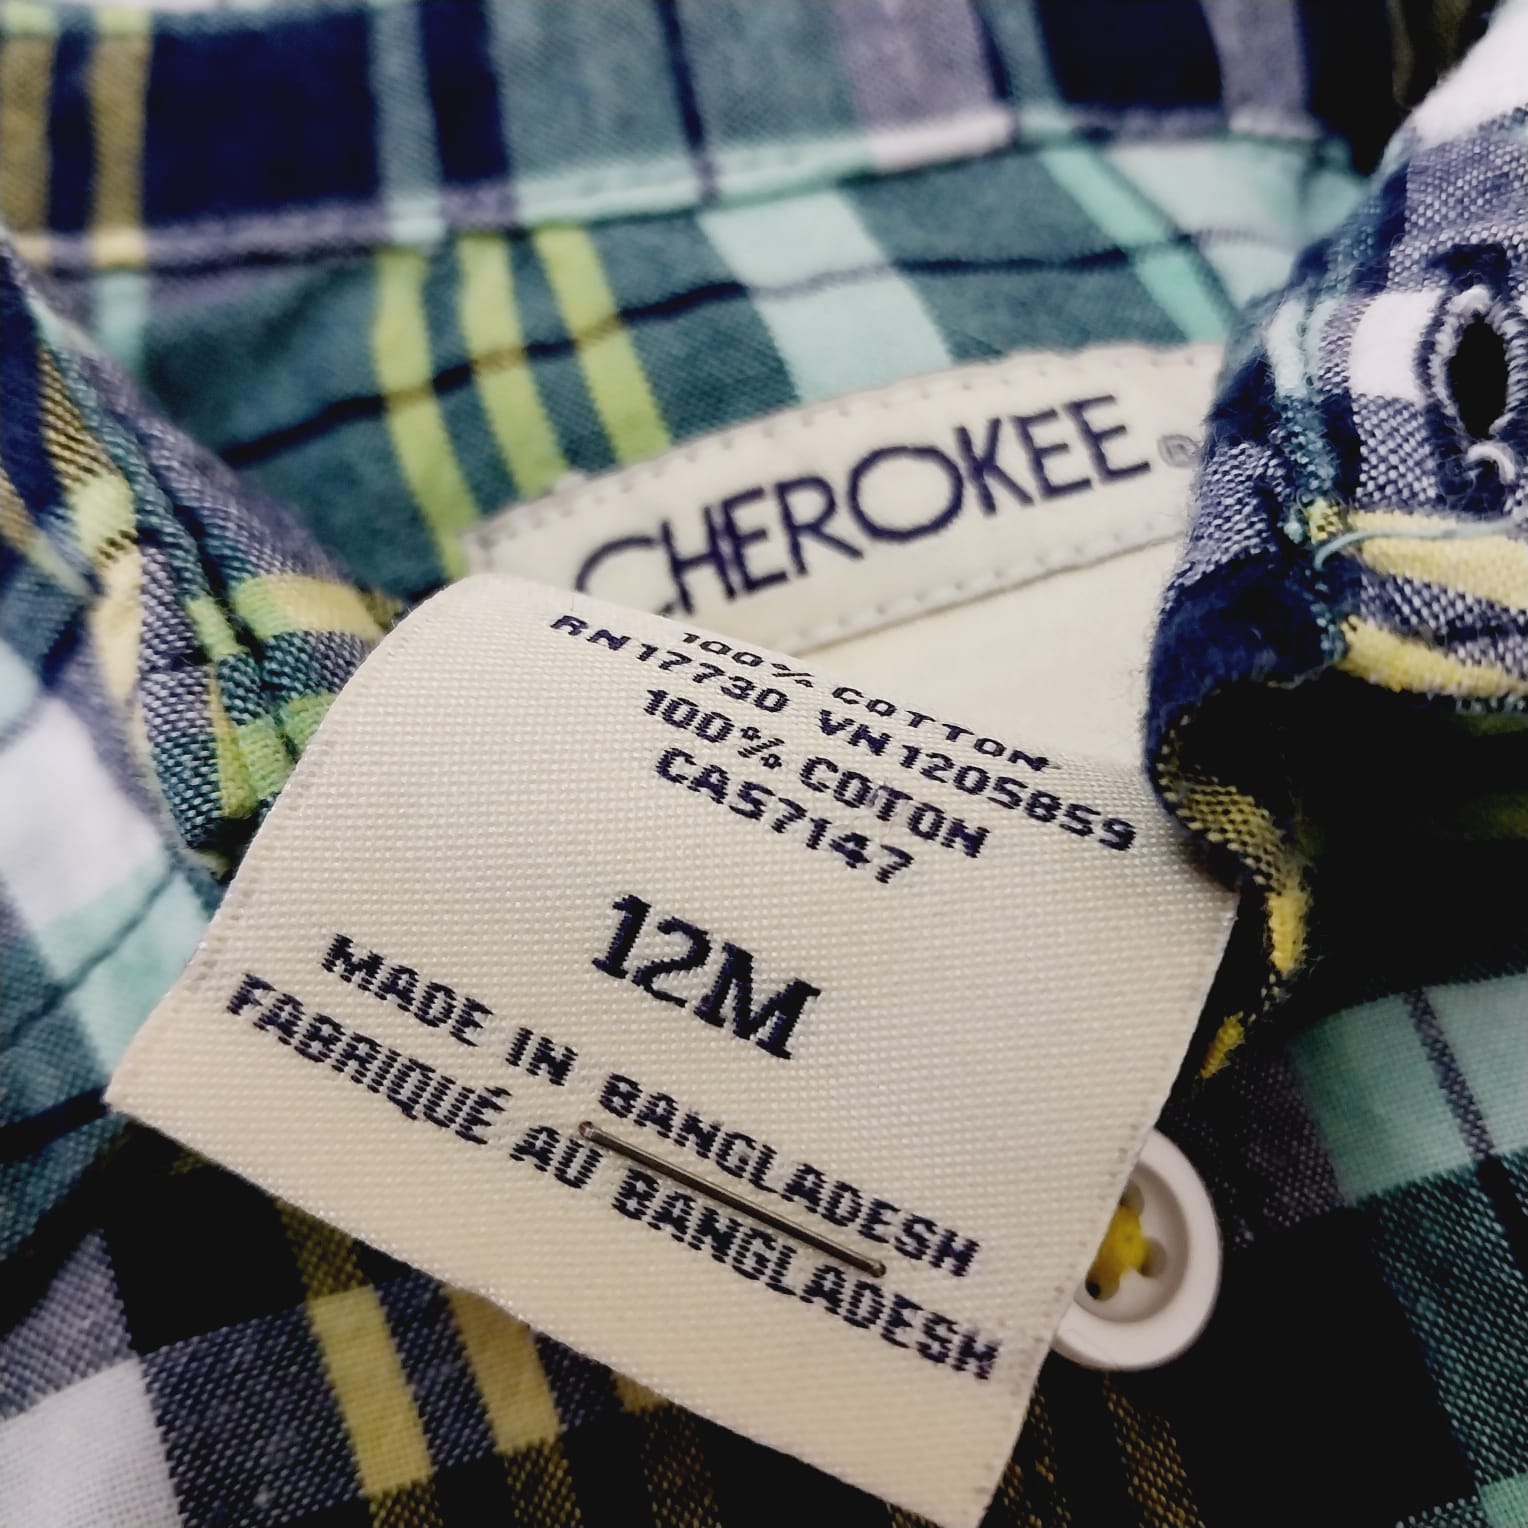 CHEROKEE®
100% COTTON
RN17730 VN1205859
100% COTON
CA57147
12M
MADE IN BANGLADESH
FABRIQUÉ AU BANGLADESH